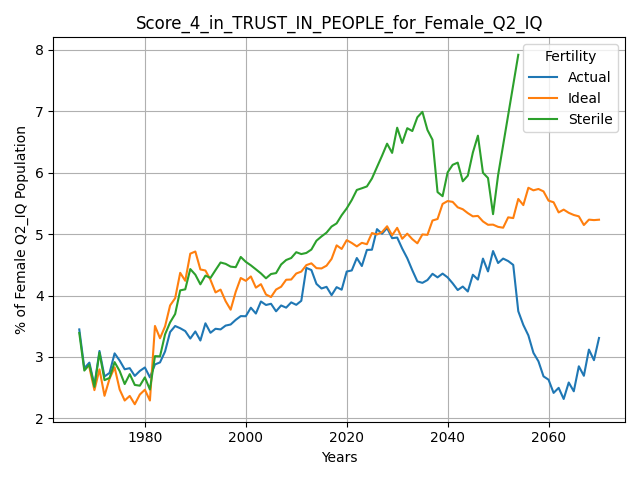 Score_4_in_TRUST_IN_PEOPLE_for_Female_Q2_IQ
% of Female Q2_IQ Population
8
7
6
5
4
3
2
Fertility
Actual
Ideal
Sterile
1980
2000
2020
2040
2060
Years